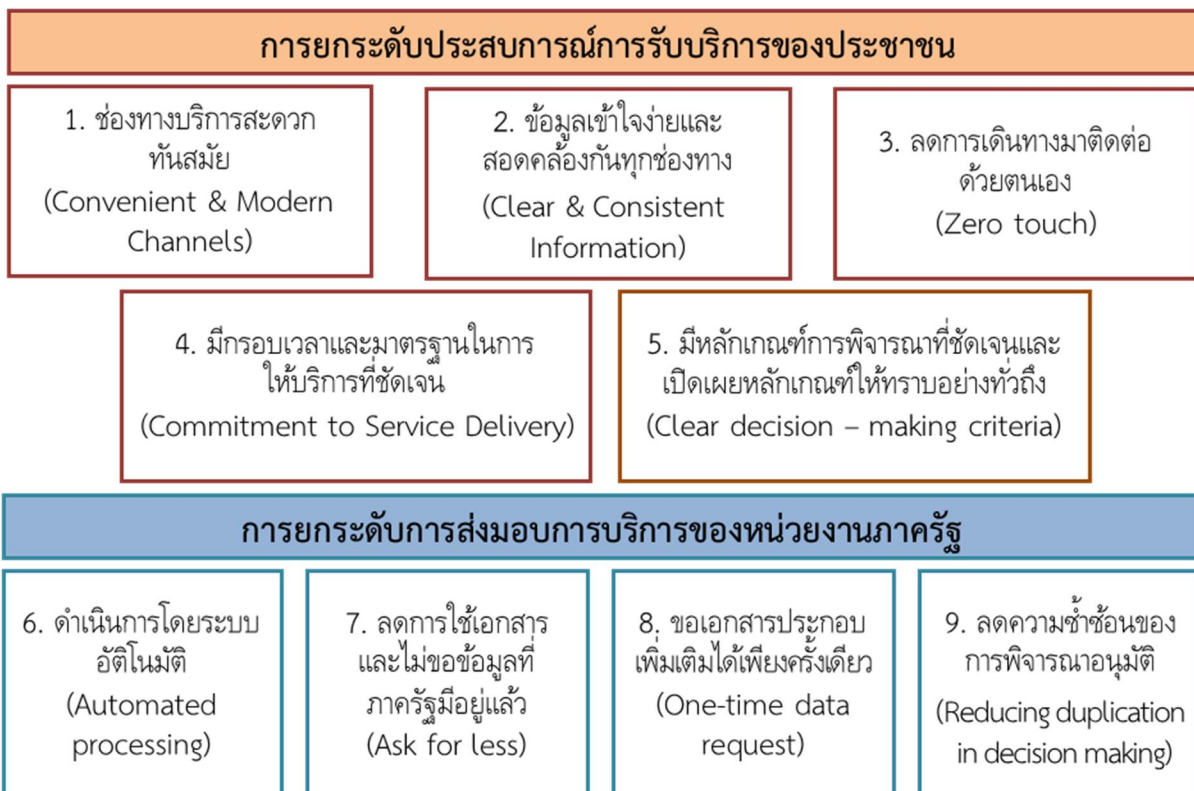 การยกระดับประสบการณ์การรับบริการของประชาชน
1. ช่องทางบริการสะดวก
ทันสมัย
(Convenient & Modern
Channels)
2. ข้อมูลเข้าใจง่ายและ
สอดคล้องกันทุกช่องทาง
(Clear & Consistent
Information)
3. ลดการเดินทางมาติดต่อ
ด้วยตนเอง
(Zero touch)
4. มีกรอบเวลาและมาตรฐานในการ
ให้บริการที่ชัดเจน
(Commitment to Service Delivery)
5. มีหลักเกณฑ์การพิจารณาที่ชัดเจนและ
เปิดเผยหลักเกณฑ์ให้ทราบอย่างทั่วถึง
(Clear decision – making criteria)
การยกระดับการส่งมอบการบริการของหน่วยงานภาครัฐ
6. ดำเนินการโดยระบบ
อัติโนมัติ
(Automated
processing)
7. ลดการใช้เอกสาร
และไม่ขอข้อมูลที่
ภาครัฐมีอยู่แล้ว
(Ask for less)
8. ขอเอกสารประกอบ
เพิ่มเติมได้เพียงครั้งเดียว
(One-time data
request)
9. ลดความซ้ำซ้อนของ
การพิจารณาอนุมัติ
(Reducing duplication
in decision making)